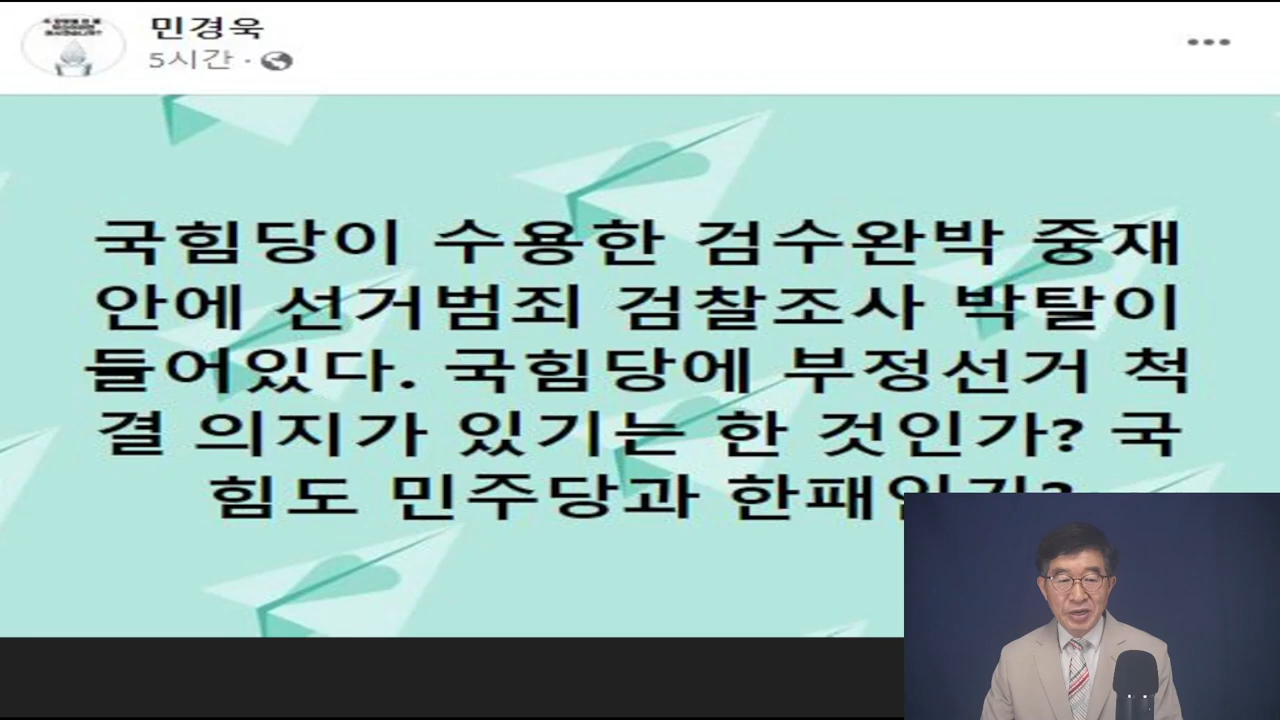 민경욱
5시간 ·
국힘당이 수용한 검수완박 중재
안에 선거범죄 검찰조사 박탈이
들어있다. 국힘당에 부정선거 척
결 의지가 있기는 한 것인가? 국
힘도 민주당과